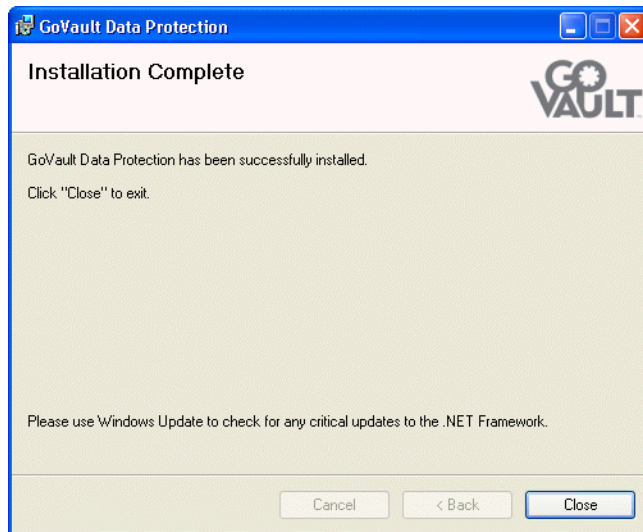 GoVault Data Protection
Installation Complete
GO
VAULT
GoVault Data Protection has been successfully installed.
Click "Close" to exit.
Please use Windows Update to check for any critical updates to the .NET Framework.
Cancel
< Back
Close